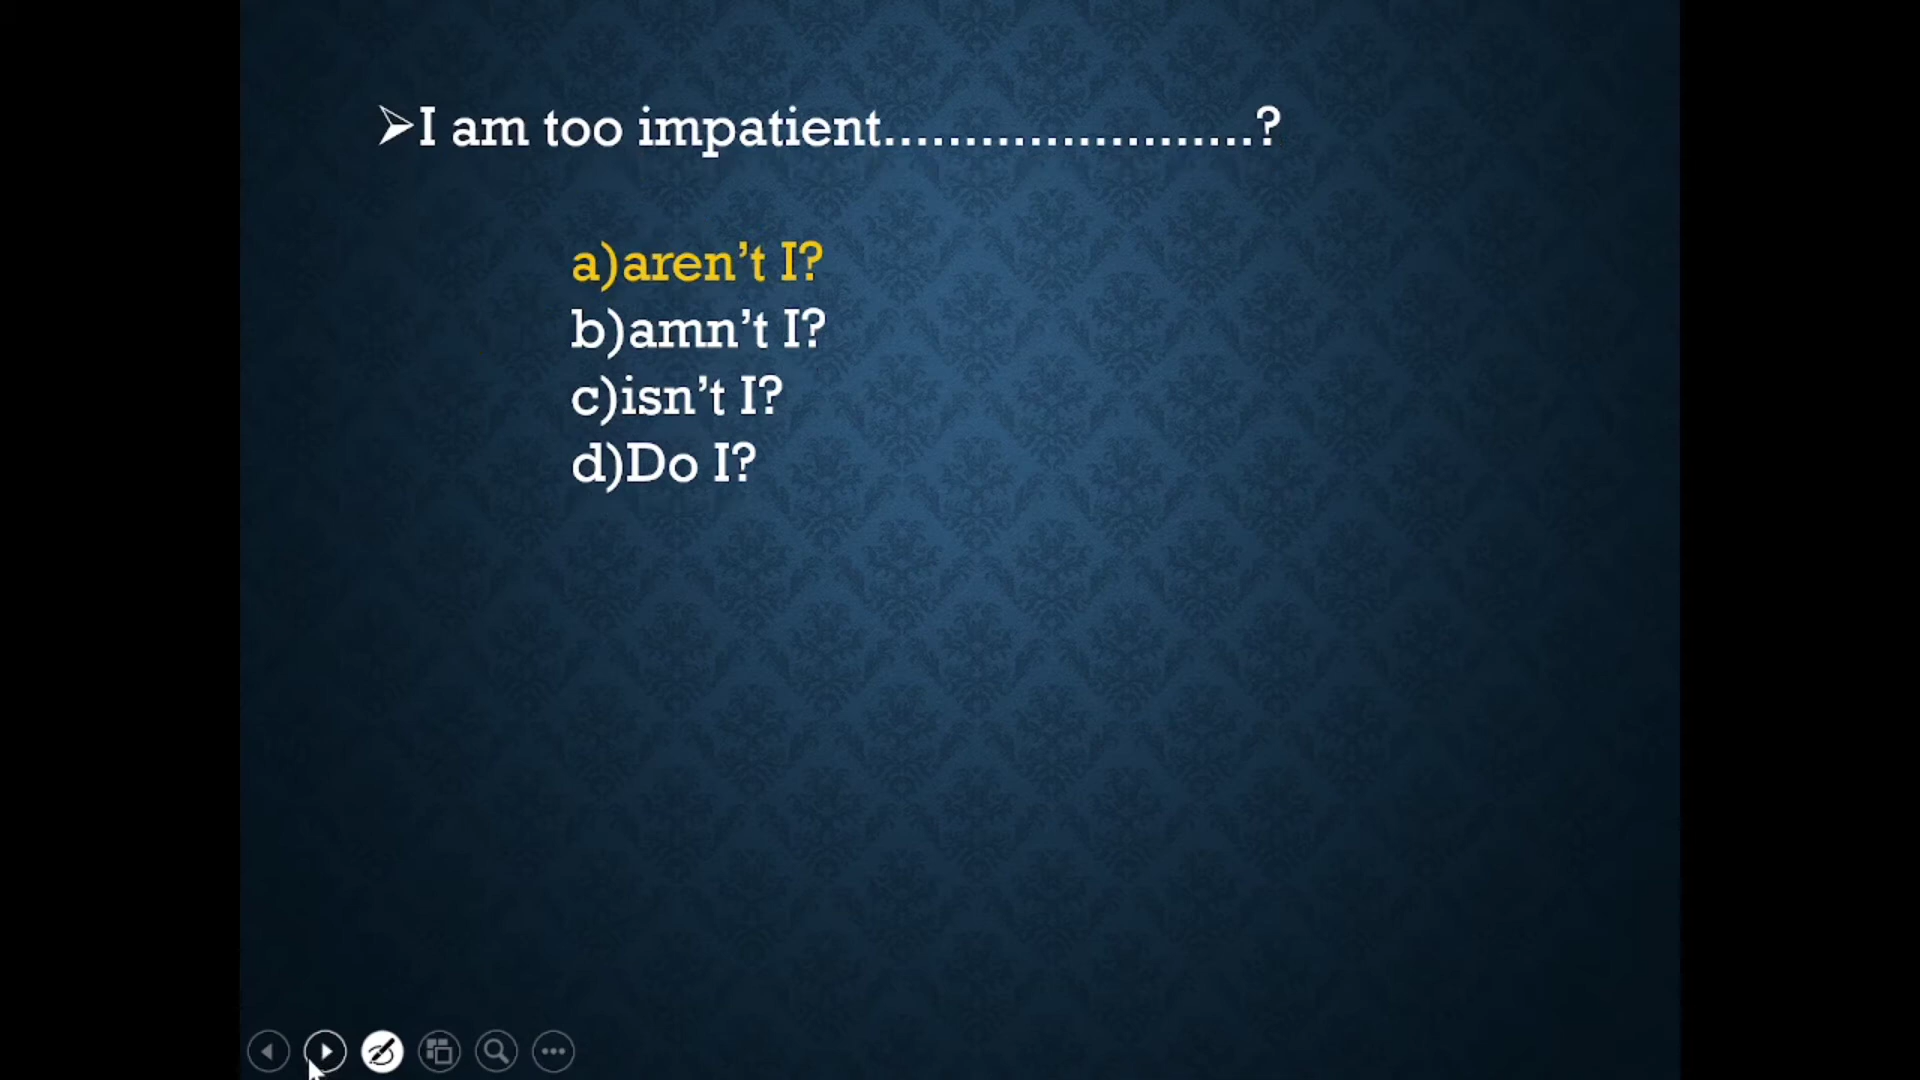 ➢I am too impatient.......................?
a)aren’t I?
b)amn’t I?
c)isn’t I?
d)Do I?